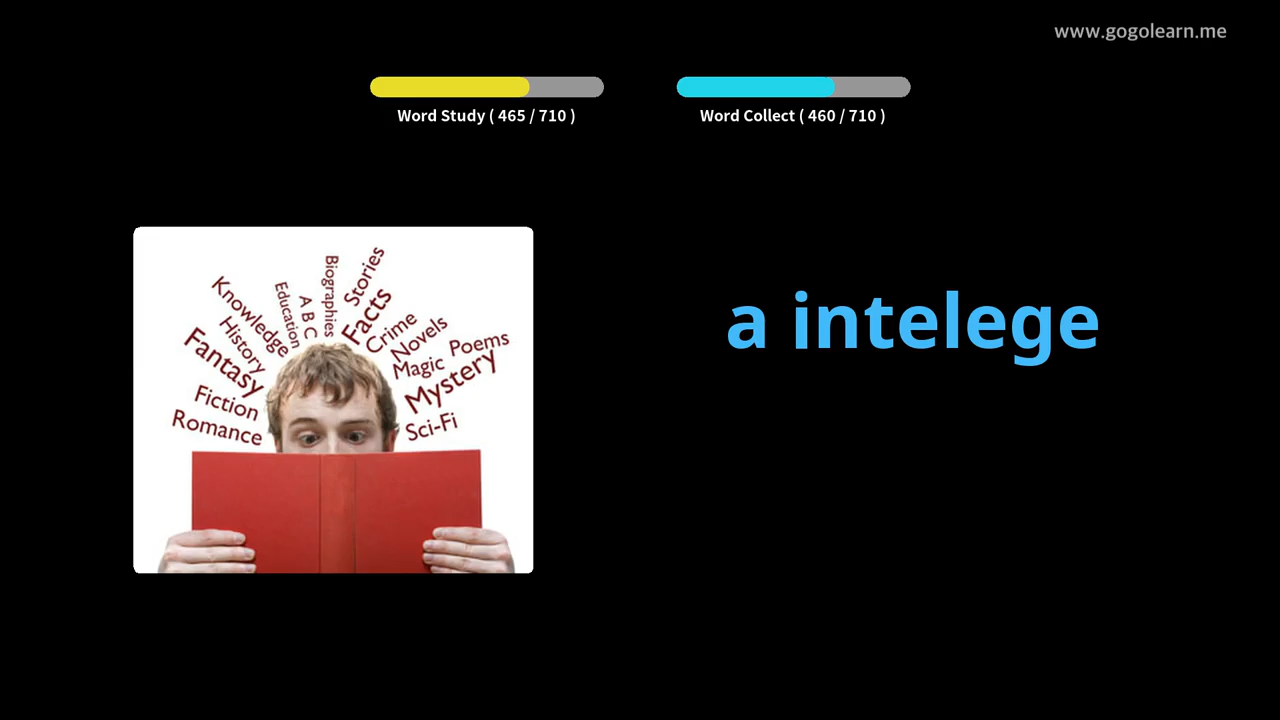 www.gogolearn.me
Word Study ( 465 / 710 )
Word Collect ( 460 / 710 )
Biographies
Stories
Education
A B C
Facts
Knowledge
Crime
History
Novels
Fantasy
Magic
Poems
Mystery
Fiction
Romance
Sci-Fi
a intelege